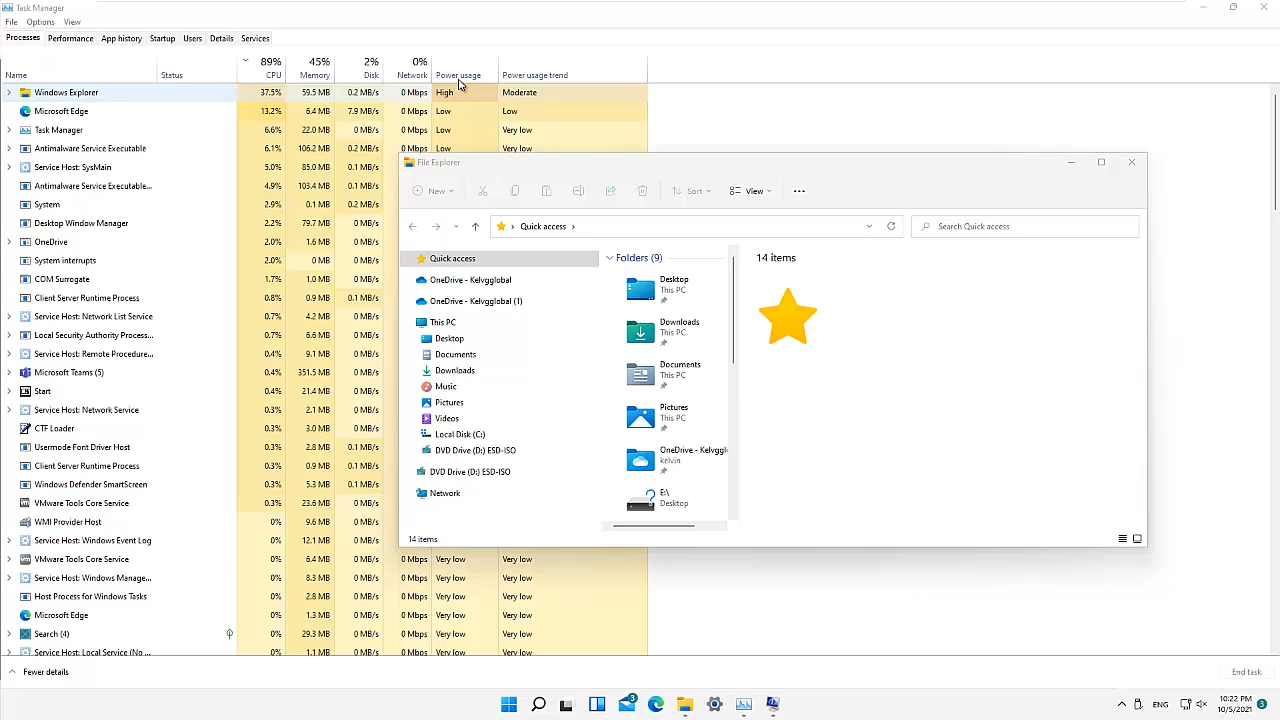 Task Manager
File Options View
Processes Performance App history Startup Users Details Services
89% 45% 2% 0%
Name Status CPU Memory Disk Network Power usage Power usage trend
Windows Explorer 37.5% 59.5 MB 0.2 MB/s 0 Mbps High Moderate
Microsoft Edge 13.2% 6.4 MB 7.9 MB/s 0 Mbps Low Low
Task Manager 6.6% 22.0 MB 0 MB/s 0 Mbps Low Very low
Antimalware Service Executable 6.1% 106.2 MB 0.2 MB/s 0 Mbps Low Very low
Service Host: SysMain 5.0% 85.0 MB 0.1 MB/s
Antimalware Service Executable... 4.9% 103.4 MB 0.1 MB/s
System 2.9% 0.1 MB 0.2 MB/s
Desktop Window Manager 2.2% 79.7 MB 0 MB/s
OneDrive 2.0% 1.6 MB 0 MB/s
System interrupts 2.0% 0 MB 0 MB/s
COM Surrogate 1.7% 1.0 MB 0 MB/s
Client Server Runtime Process 0.8% 0.9 MB 0.1 MB/s
Service Host: Network List Service 0.7% 4.2 MB 0 MB/s
Local Security Authority Process... 0.7% 6.6 MB 0 MB/s
Service Host: Remote Procedure... 0.4% 9.1 MB 0 MB/s
Microsoft Teams (5) 0.4% 351.5 MB 0 MB/s
Start 0.4% 21.4 MB 0 MB/s
Service Host: Network Service 0.3% 2.1 MB 0 MB/s
CTF Loader 0.3% 3.0 MB 0 MB/s
Usermode Font Driver Host 0.3% 2.8 MB 0.1 MB/s
Client Server Runtime Process 0.3% 0.9 MB 0.1 MB/s
Windows Defender SmartScreen 0.3% 5.3 MB 0.1 MB/s
VMware Tools Core Service 0.3% 23.6 MB 0 MB/s
WMI Provider Host 0% 9.6 MB 0 MB/s
Service Host: Windows Event Log 0% 12.1 MB 0 MB/s
VMware Tools Core Service 0% 6.4 MB 0 MB/s 0 Mbps Very low Very low
Service Host: Windows Manage... 0% 8.3 MB 0 MB/s 0 Mbps Very low Very low
Host Process for Windows Tasks 0% 2.8 MB 0 MB/s 0 Mbps Very low Very low
Microsoft Edge 0% 1.3 MB 0 MB/s 0 Mbps Very low Very low
Search (4) 0% 29.3 MB 0 MB/s 0 Mbps Very low Very low
Service Host: Local Service (No ... 0% 1.1 MB 0 MB/s 0 Mbps Very low Very low
Fewer details End task
File Explorer
New Sort View
Quick access Search Quick access
Quick access
OneDrive - Kelvgglobal
OneDrive - Kelvgglobal (1)
This PC
Desktop
Documents
Downloads
Music
Pictures
Videos
Local Disk (C:)
DVD Drive (D:) ESD-ISO
DVD Drive (D:) ESD-ISO
Network
Folders (9)
Desktop
This PC
Downloads
This PC
Documents
This PC
Pictures
This PC
OneDrive - Kelvggl
kelvin
E:\
Desktop
14 items
14 items
3
ENG
10:22 PM
10/5/2021
3